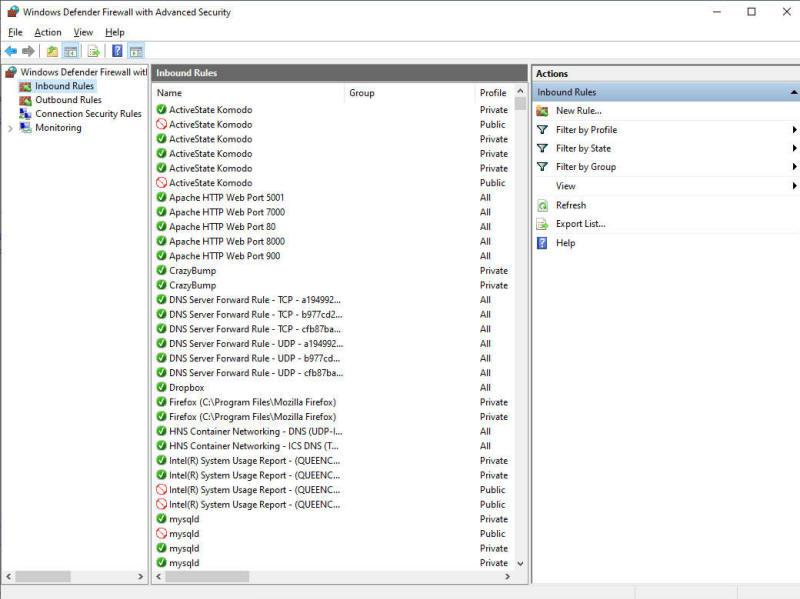 Windows Defender Firewall with Advanced Security
File Action View Help
Windows Defender Firewall witl
Inbound Rules
Outbound Rules
Connection Security Rules
Monitoring
Inbound Rules
Name Group Profile
ActiveState Komodo Private
ActiveState Komodo Public
ActiveState Komodo Private
ActiveState Komodo Private
ActiveState Komodo Private
ActiveState Komodo Public
Apache HTTP Web Port 5001 All
Apache HTTP Web Port 7000 All
Apache HTTP Web Port 80 All
Apache HTTP Web Port 8000 All
Apache HTTP Web Port 900 All
CrazyBump Private
CrazyBump Private
DNS Server Forward Rule - TCP - a194992... All
DNS Server Forward Rule - TCP - b977cd2... All
DNS Server Forward Rule - TCP - cfb87ba... All
DNS Server Forward Rule - UDP - a194992... All
DNS Server Forward Rule - UDP - b977cd... All
DNS Server Forward Rule - UDP - cfb87ba... All
Dropbox All
Firefox (C:\Program Files\Mozilla Firefox) Private
Firefox (C:\Program Files\Mozilla Firefox) Private
HNS Container Networking - DNS (UDP-I... All
HNS Container Networking - ICS DNS (T... All
Intel(R) System Usage Report - (QUEENC... Private
Intel(R) System Usage Report - (QUEENC... Private
Intel(R) System Usage Report - (QUEENC... Public
Intel(R) System Usage Report - (QUEENC... Public
mysqld Private
mysqld Public
mysqld Private
mysqld Private
Actions
Inbound Rules
New Rule...
Filter by Profile
Filter by State
Filter by Group
View
Refresh
Export List...
Help